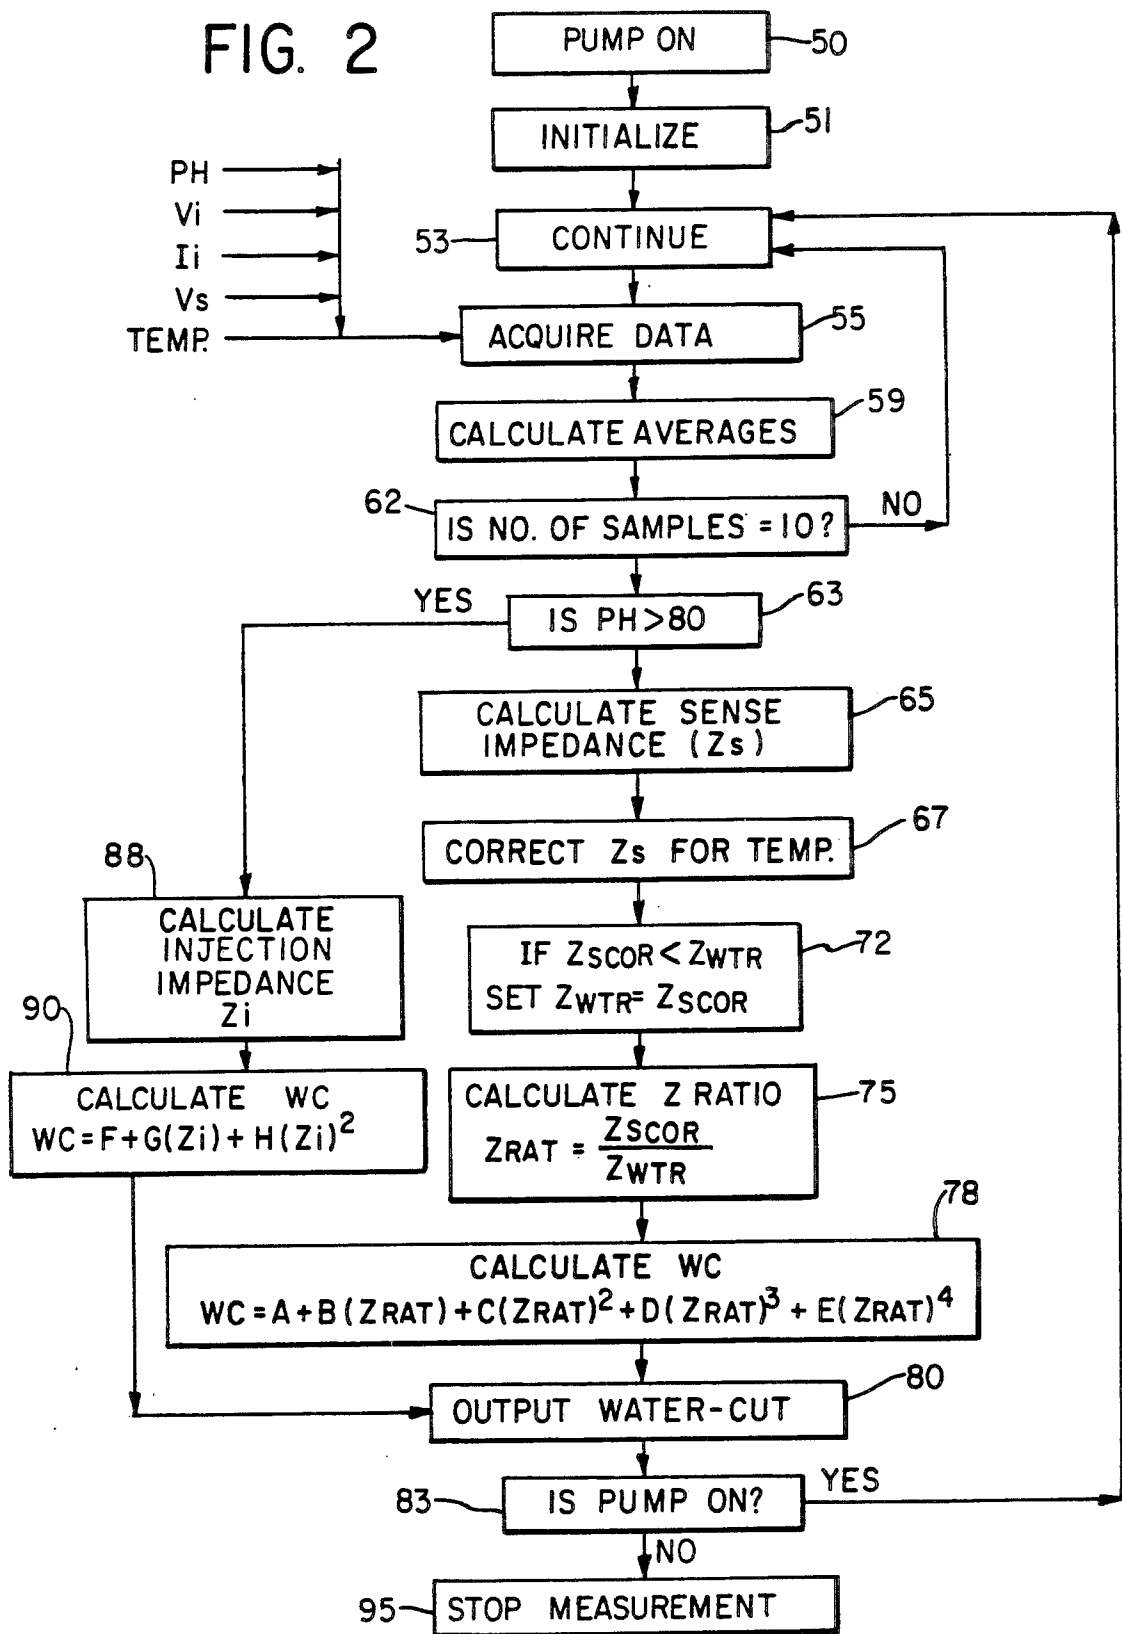 FIG. 2
PUMP ON
50
INITIALIZE
51
PH
Vi
Ii
Vs
TEMP.
53
CONTINUE
ACQUIRE DATA
55
CALCULATE AVERAGES
59
62
IS NO. OF SAMPLES = 10?
NO
YES
IS PH > 80
63
CALCULATE SENSE
IMPEDANCE (Zs)
65
CORRECT Zs FOR TEMP.
67
88
CALCULATE
INJECTION
IMPEDANCE
Zi
IF ZSCOR < ZWTR
SET ZWTR = ZSCOR
72
90
CALCULATE WC
WC = F + G(Zi) + H(Zi)²
CALCULATE Z RATIO
ZRAT = ZSCOR / ZWTR
75
78
CALCULATE WC
WC = A + B(ZRAT) + C(ZRAT)² + D(ZRAT)³ + E(ZRAT)⁴
OUTPUT WATER-CUT
80
83
IS PUMP ON?
YES
NO
95
STOP MEASUREMENT